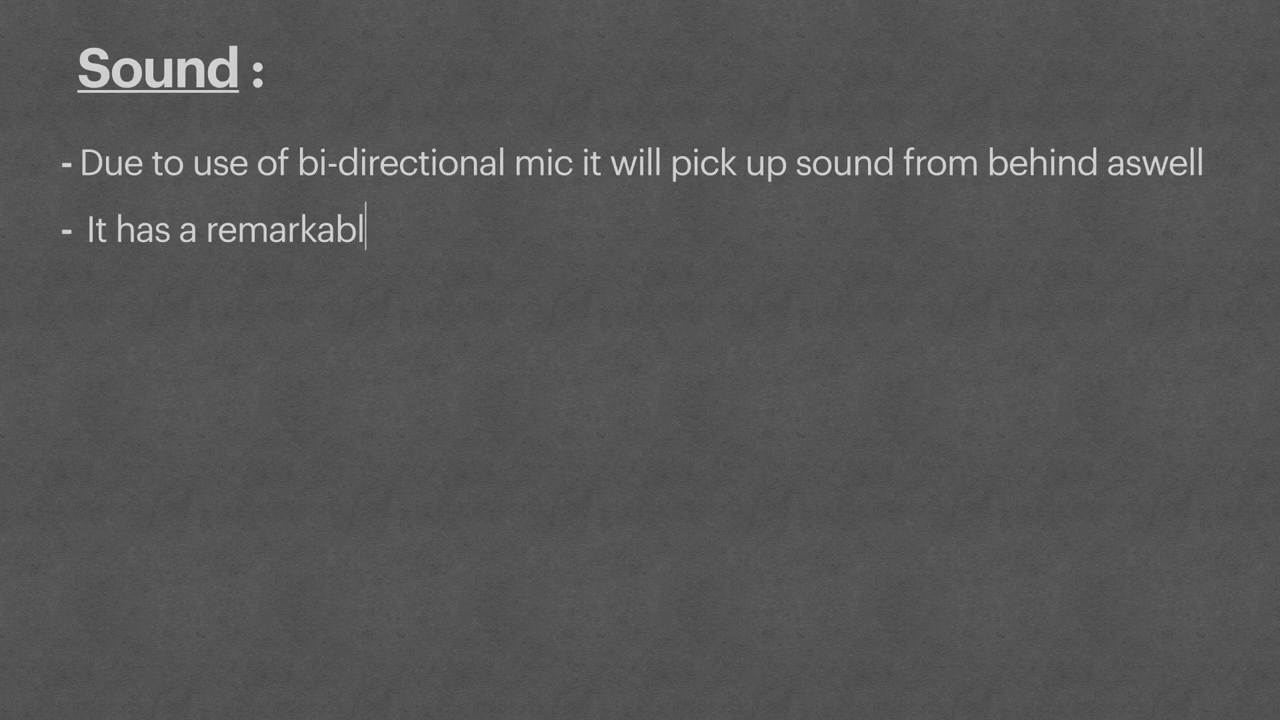 Sound :
- Due to use of bi-directional mic it will pick up sound from behind aswell
- It has a remarkabl